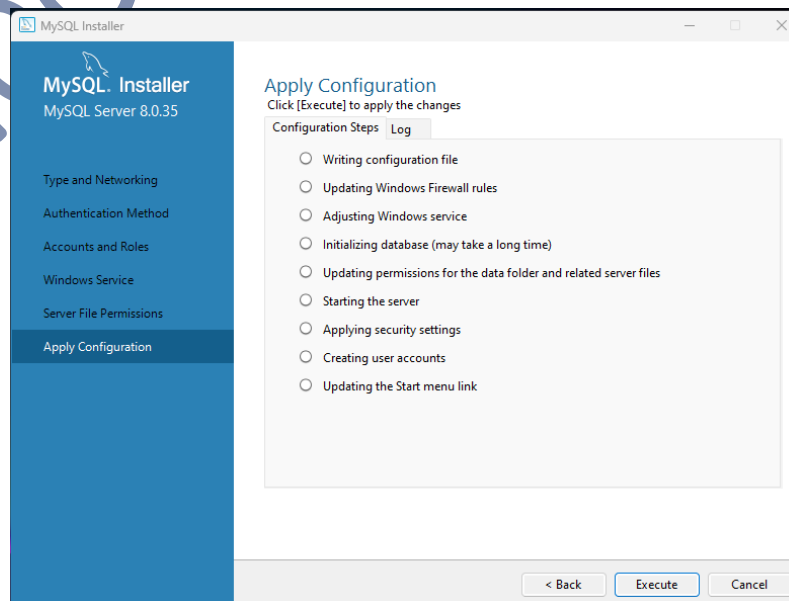 MySQL Installer
MySQL. Installer
MySQL Server 8.0.35
Type and Networking
Authentication Method
Accounts and Roles
Windows Service
Server File Permissions
Apply Configuration
Apply Configuration
Click [Execute] to apply the changes
Configuration Steps Log
Writing configuration file
Updating Windows Firewall rules
Adjusting Windows service
Initializing database (may take a long time)
Updating permissions for the data folder and related server files
Starting the server
Applying security settings
Creating user accounts
Updating the Start menu link
< Back Execute Cancel